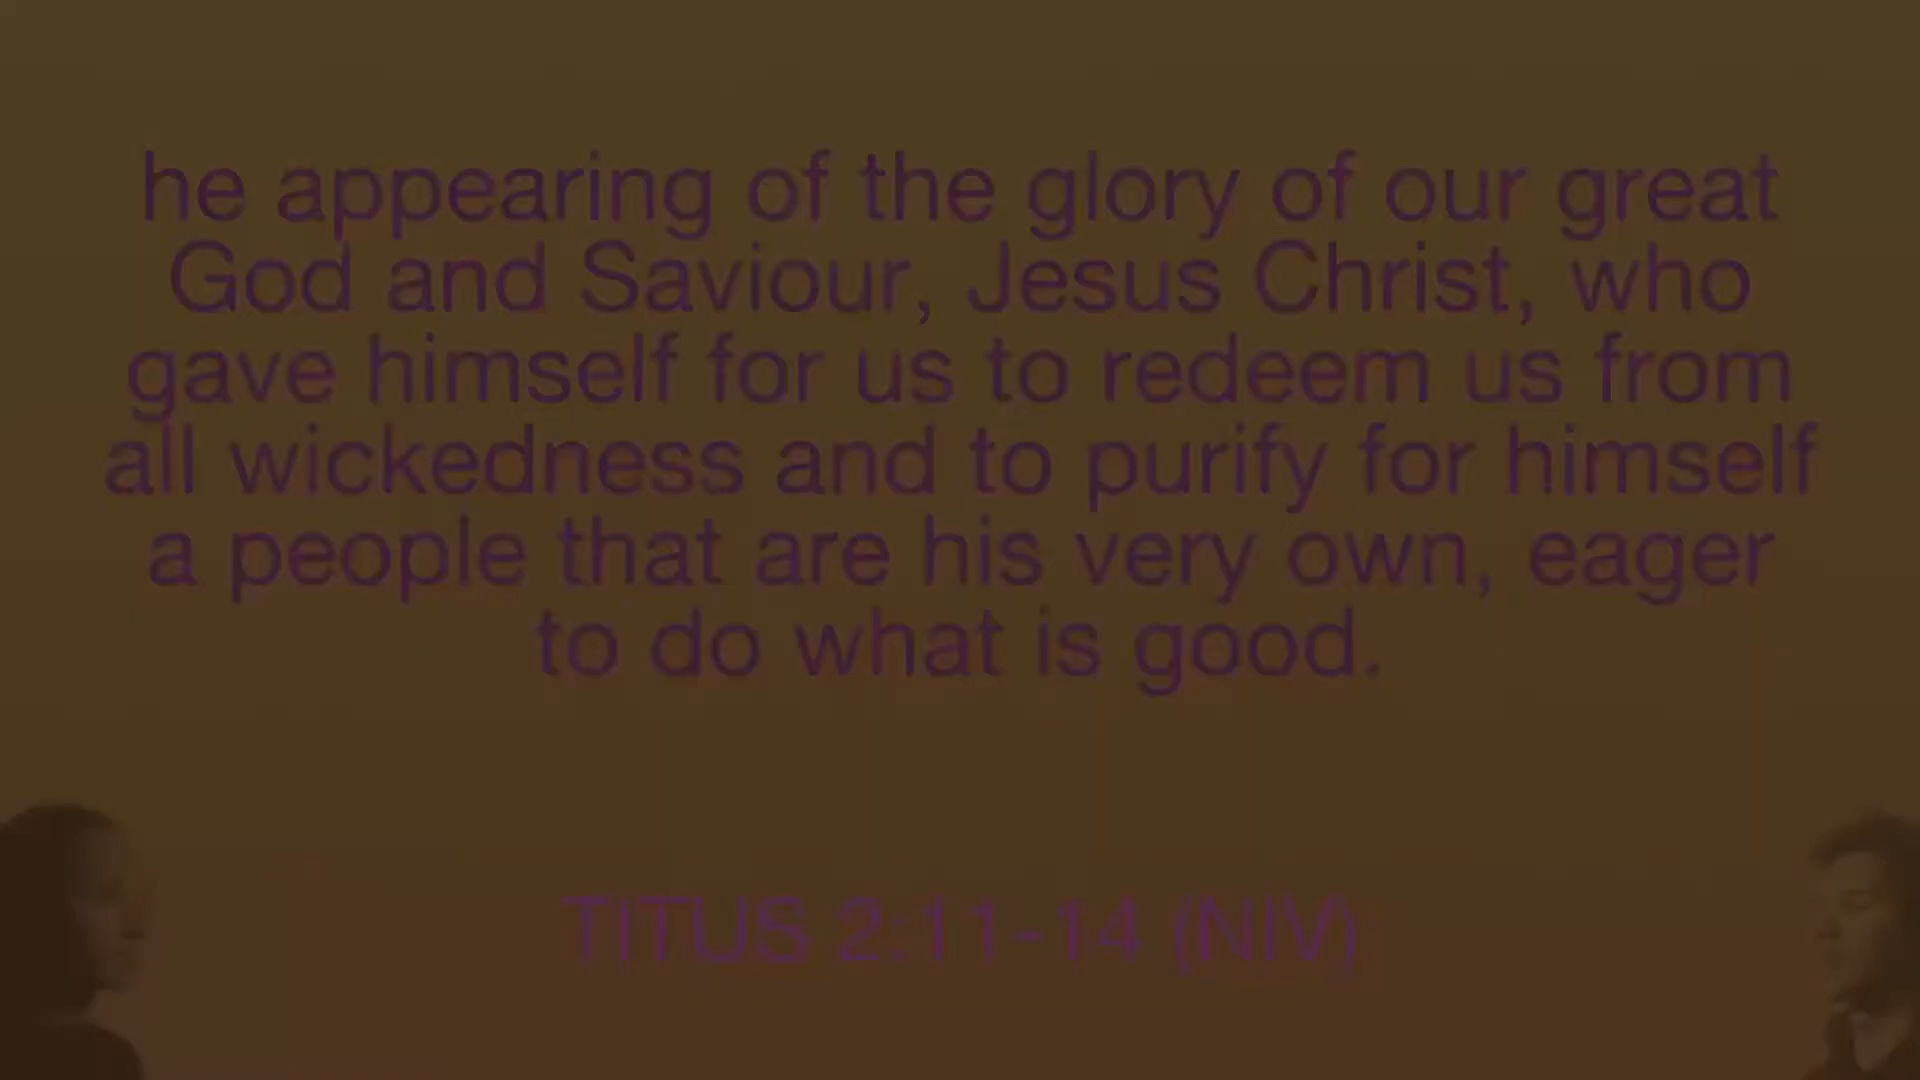 he appearing of the glory of our great
God and Saviour, Jesus Christ, who
gave himself for us to redeem us from
all wickedness and to purify for himself
a people that are his very own, eager
to do what is good.
TITUS 2:11-14 (NIV)